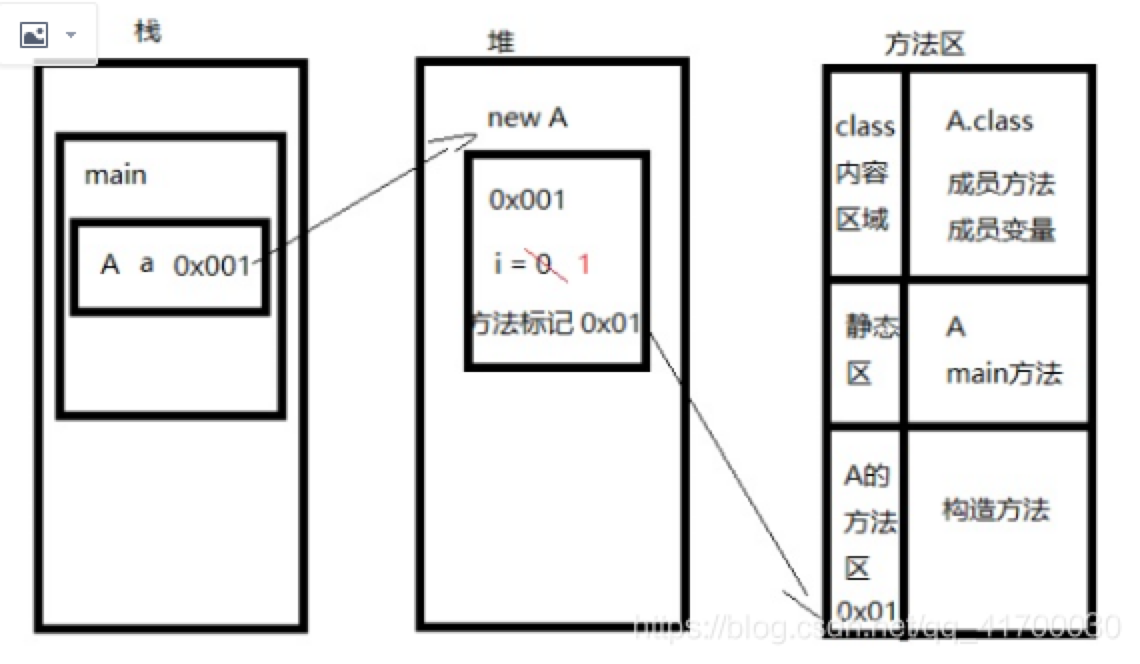 栈
main
A a 0x001
堆
new A
0x001
i = 0 1
方法标记 0x01
方法区
class
内容
区域
A.class
成员方法
成员变量
静态
区
A
main方法
A的
方法
区
0x01
构造方法
https://blog.csdn.net/qq_41700030